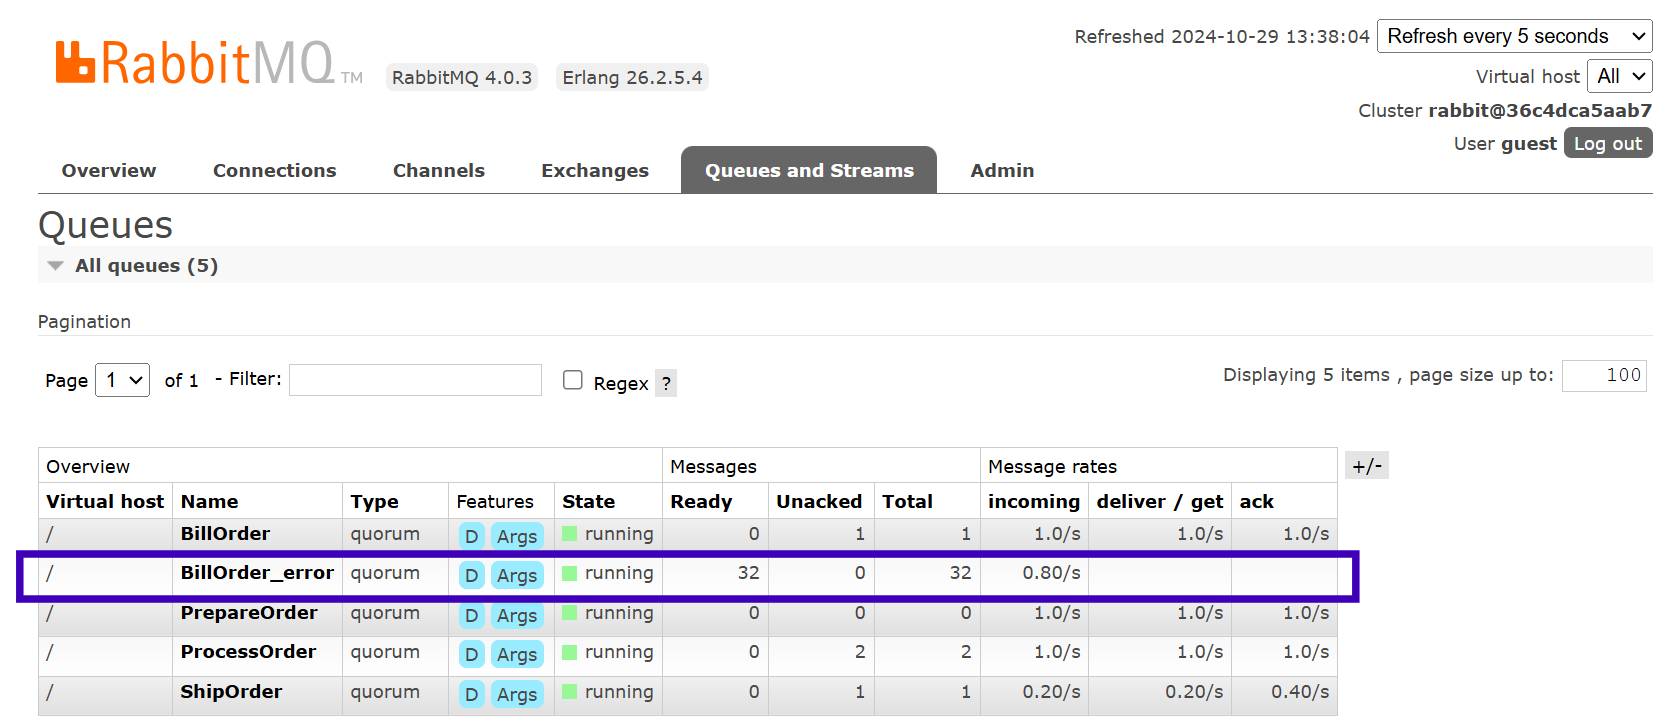 Refreshed 2024-10-29 13:38:04 Refresh every 5 seconds
RabbitMQ TM RabbitMQ 4.0.3 Erlang 26.2.5.4
Virtual host All
Cluster rabbit@36c4dca5aab7
User guest Log out
Overview Connections Channels Exchanges Queues and Streams Admin
Queues
All queues (5)
Pagination
Page 1 of 1 - Filter: Regex ? Displaying 5 items , page size up to: 100
Overview Messages Message rates +/-
Virtual host Name Type Features State Ready Unacked Total incoming deliver / get ack
/ BillOrder quorum D Args running 0 1 1 1.0/s 1.0/s 1.0/s
/ BillOrder_error quorum D Args running 32 0 32 0.80/s
/ PrepareOrder quorum D Args running 0 0 0 1.0/s 1.0/s 1.0/s
/ ProcessOrder quorum D Args running 0 2 2 1.0/s 1.0/s 1.0/s
/ ShipOrder quorum D Args running 0 1 1 0.20/s 0.20/s 0.40/s